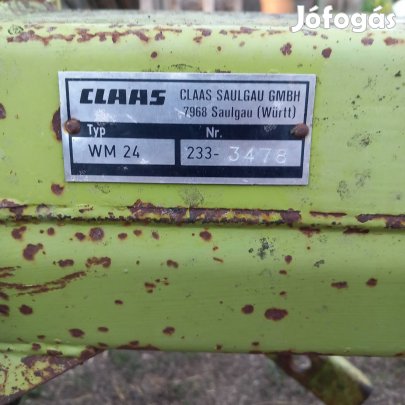 Jófogás
CLAAS CLAAS SAULGAU GMBH
7968 Saulgau (Württ)
Typ Nr.
WM 24 233-3478